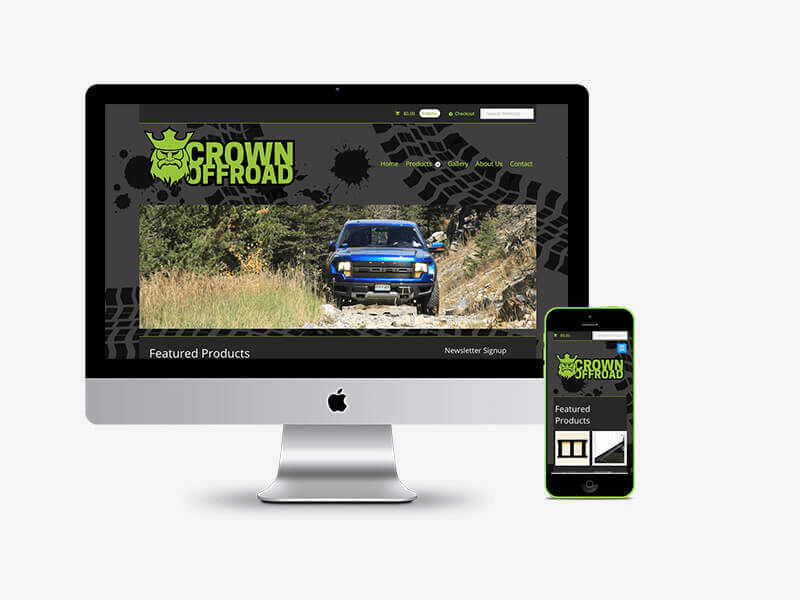 $0.00 Checkout
CROWN
OFFROAD
Home Products Gallery About Us Contact
Featured Products
Newsletter Signup
$0.00
CROWN
OFFROAD
Featured
Products